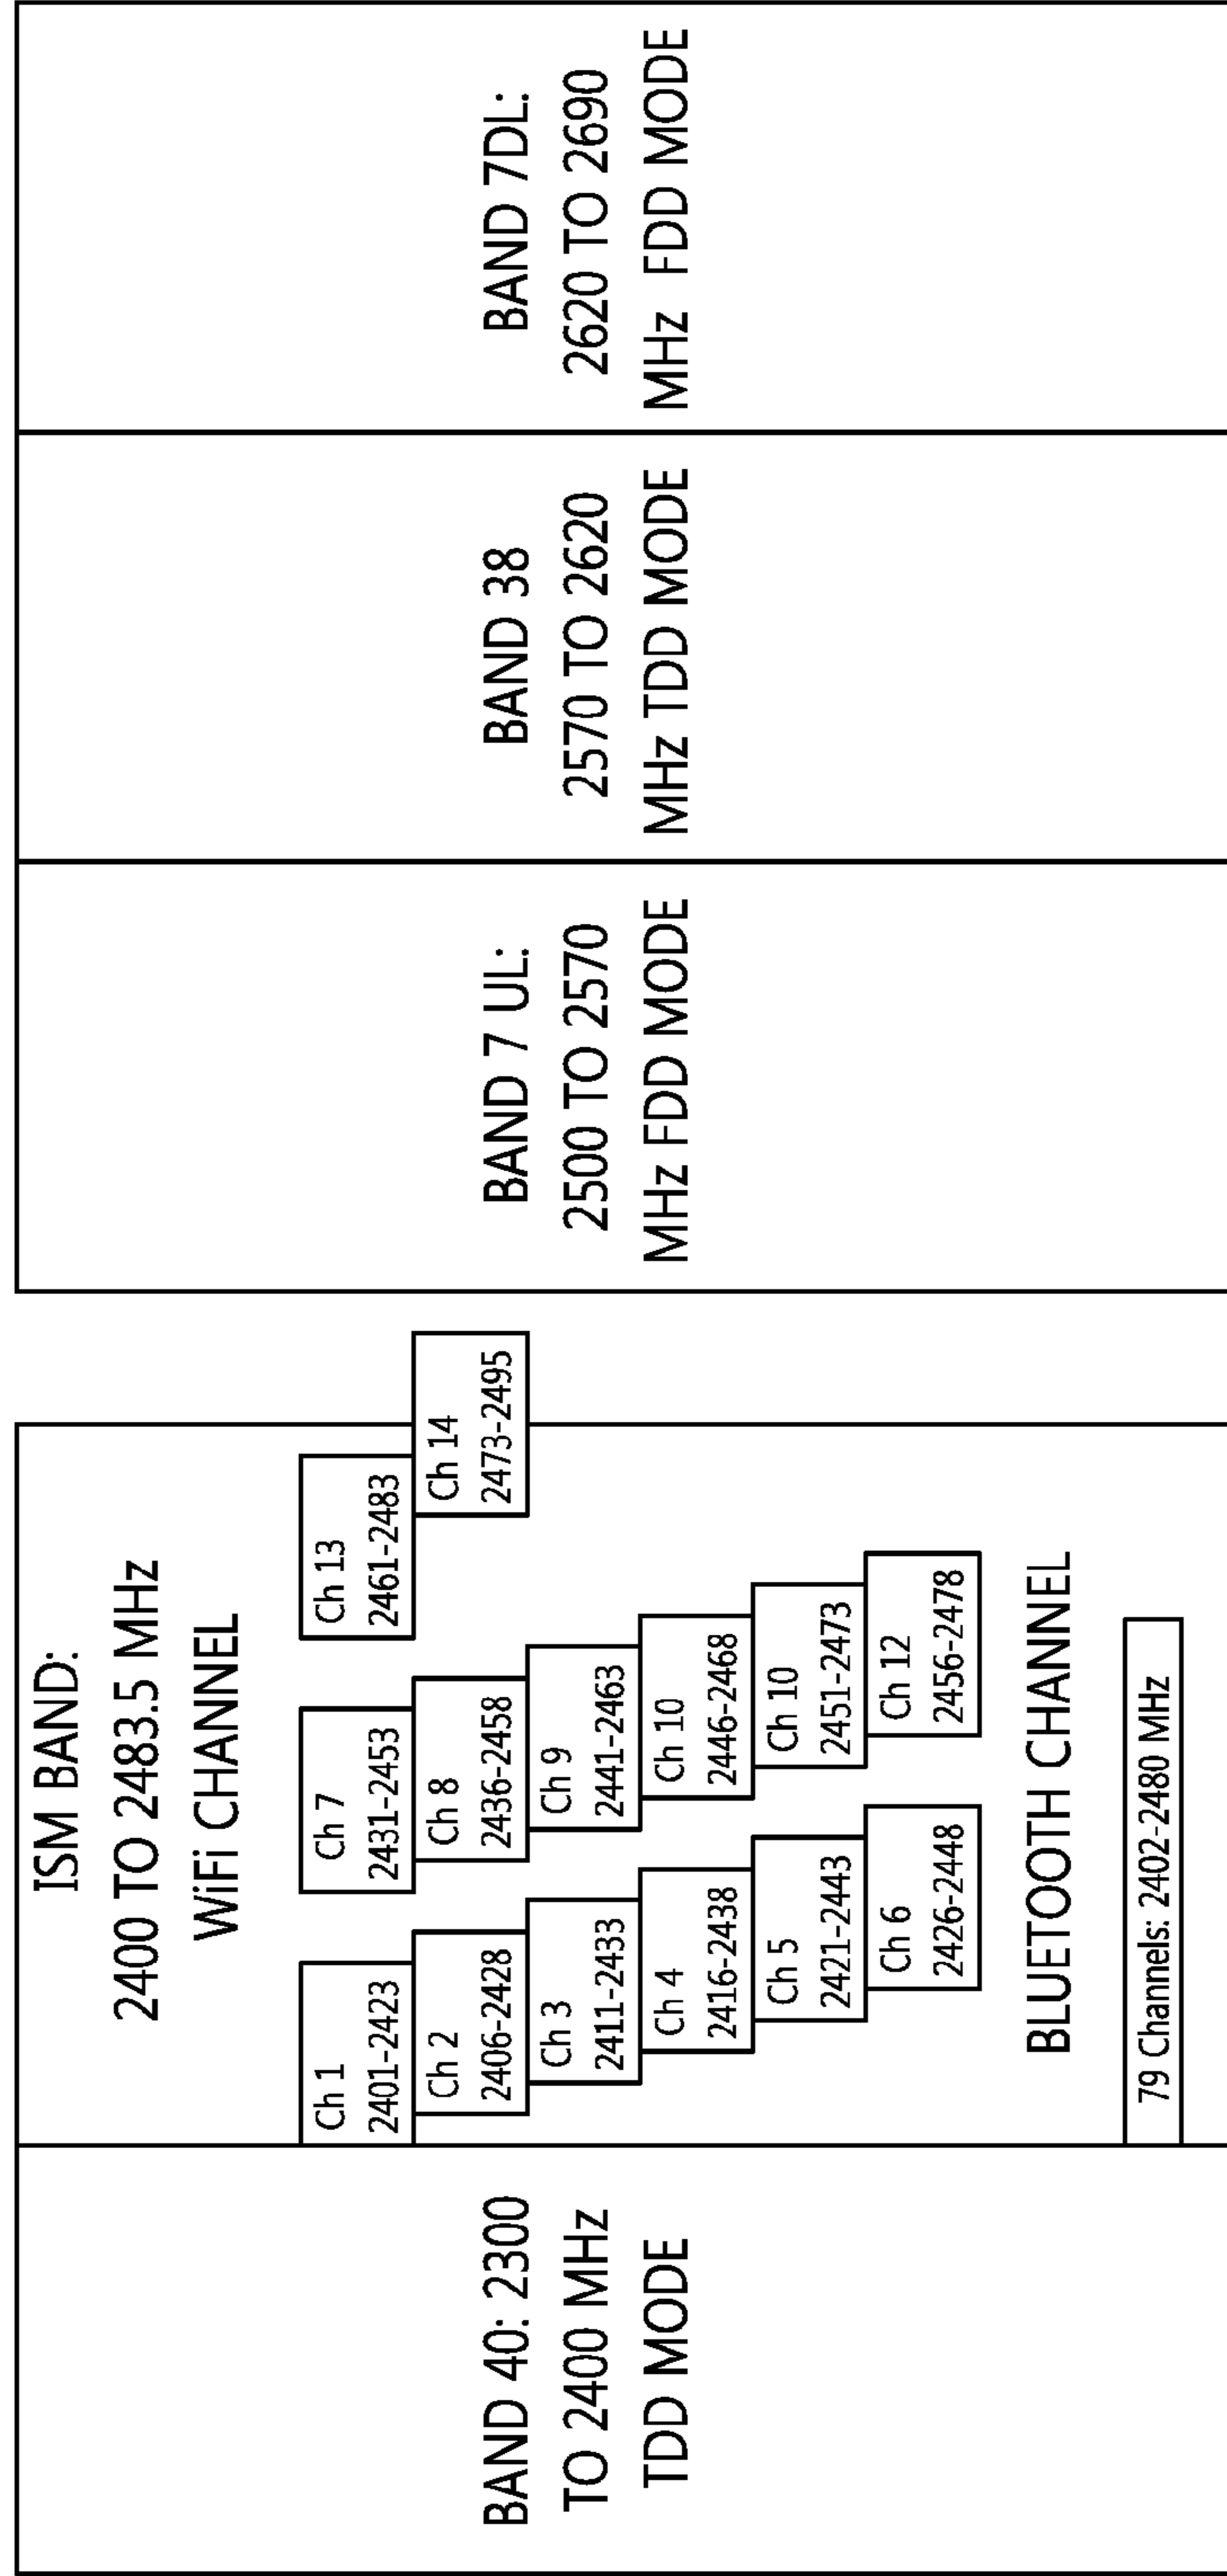 BAND 40: 2300
TO 2400 MHz
TDD MODE
ISM BAND:
2400 TO 2483.5 MHz
WiFi CHANNEL
Ch 1
2401-2423
Ch 2
2406-2428
Ch 3
2411-2433
Ch 4
2416-2438
Ch 5
2421-2443
Ch 6
2426-2448
Ch 7
2431-2453
Ch 8
2436-2458
Ch 9
2441-2463
Ch 10
2446-2468
Ch 10
2451-2473
Ch 12
2456-2478
Ch 13
2461-2483
Ch 14
2473-2495
BLUETOOTH CHANNEL
79 Channels: 2402-2480 MHz
BAND 7 UL:
2500 TO 2570
MHz FDD MODE
BAND 38
2570 TO 2620
MHz TDD MODE
BAND 7DL:
2620 TO 2690
MHz FDD MODE